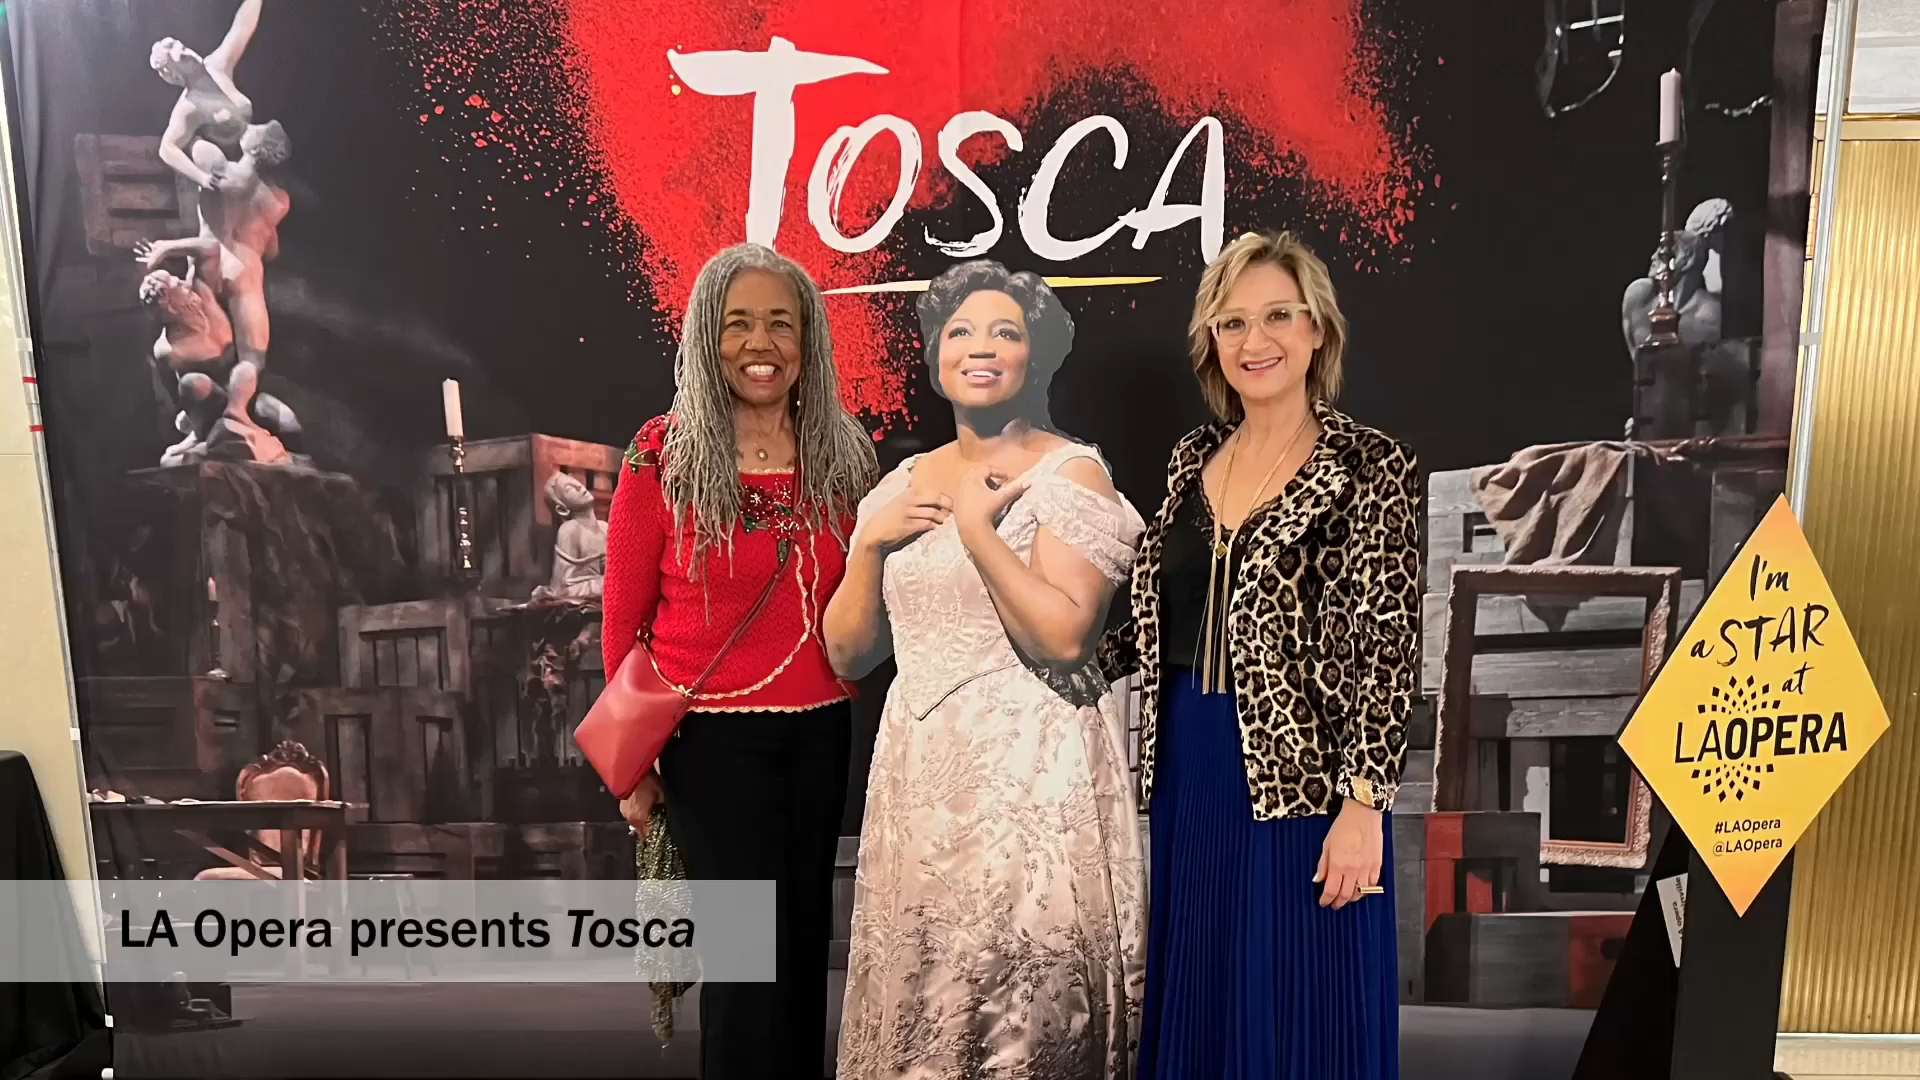 TOSCA
I'm
a STAR
at
LAOPERA
#LAOpera
@LAOpera
LA Opera presents Tosca